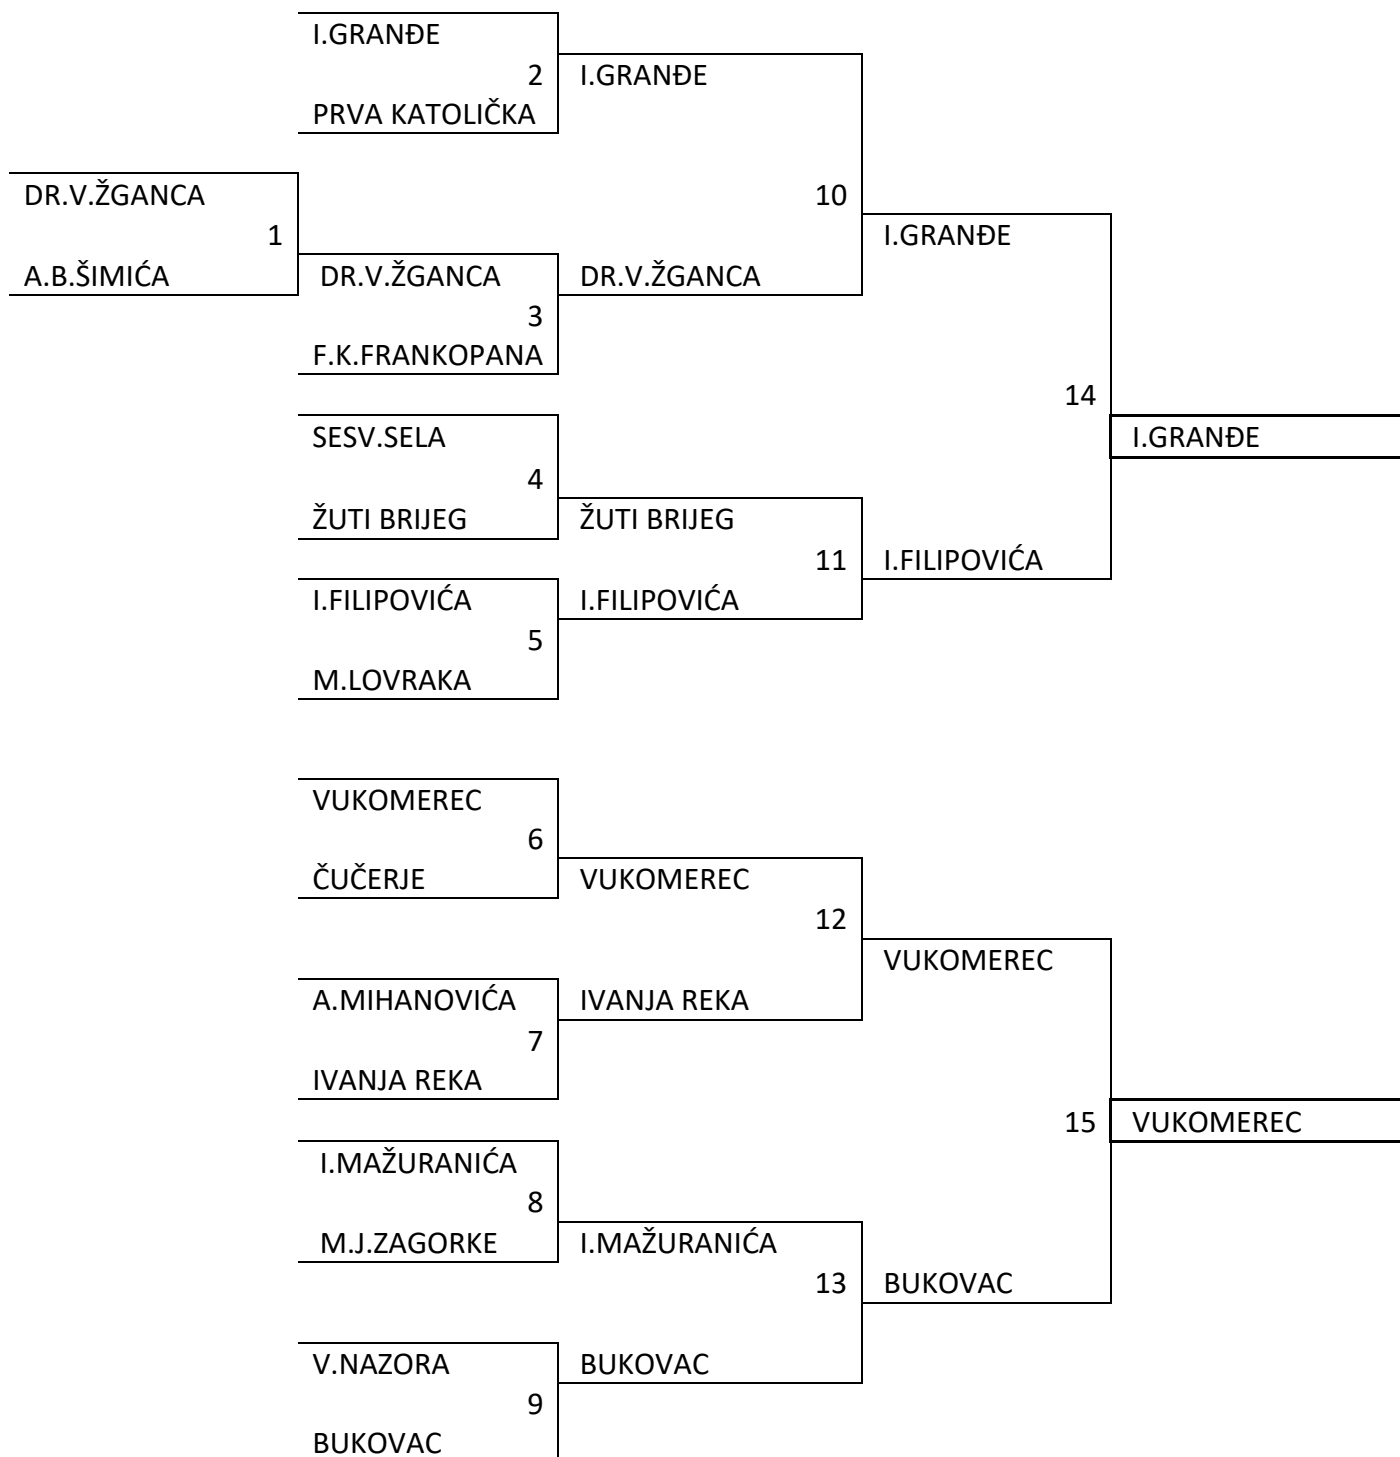 I.GRANĐE
2 I.GRANĐE
PRVA KATOLIČKA
DR.V.ŽGANCA 10
1 I.GRANĐE
A.B.ŠIMIĆA DR.V.ŽGANCA DR.V.ŽGANCA
3
F.K.FRANKOPANA
14
SESV.SELA I.GRANĐE
4
ŽUTI BRIJEG ŽUTI BRIJEG
11 I.FILIPOVIĆA
I.FILIPOVIĆA I.FILIPOVIĆA
5
M.LOVRAKA
VUKOMEREC
6
ČUČERJE VUKOMEREC
12
VUKOMEREC
A.MIHANOVIĆA IVANJA REKA
7
IVANJA REKA
15 VUKOMEREC
I.MAŽURANIĆA
8
M.J.ZAGORKE I.MAŽURANIĆA
13 BUKOVAC
V.NAZORA BUKOVAC
9
BUKOVAC